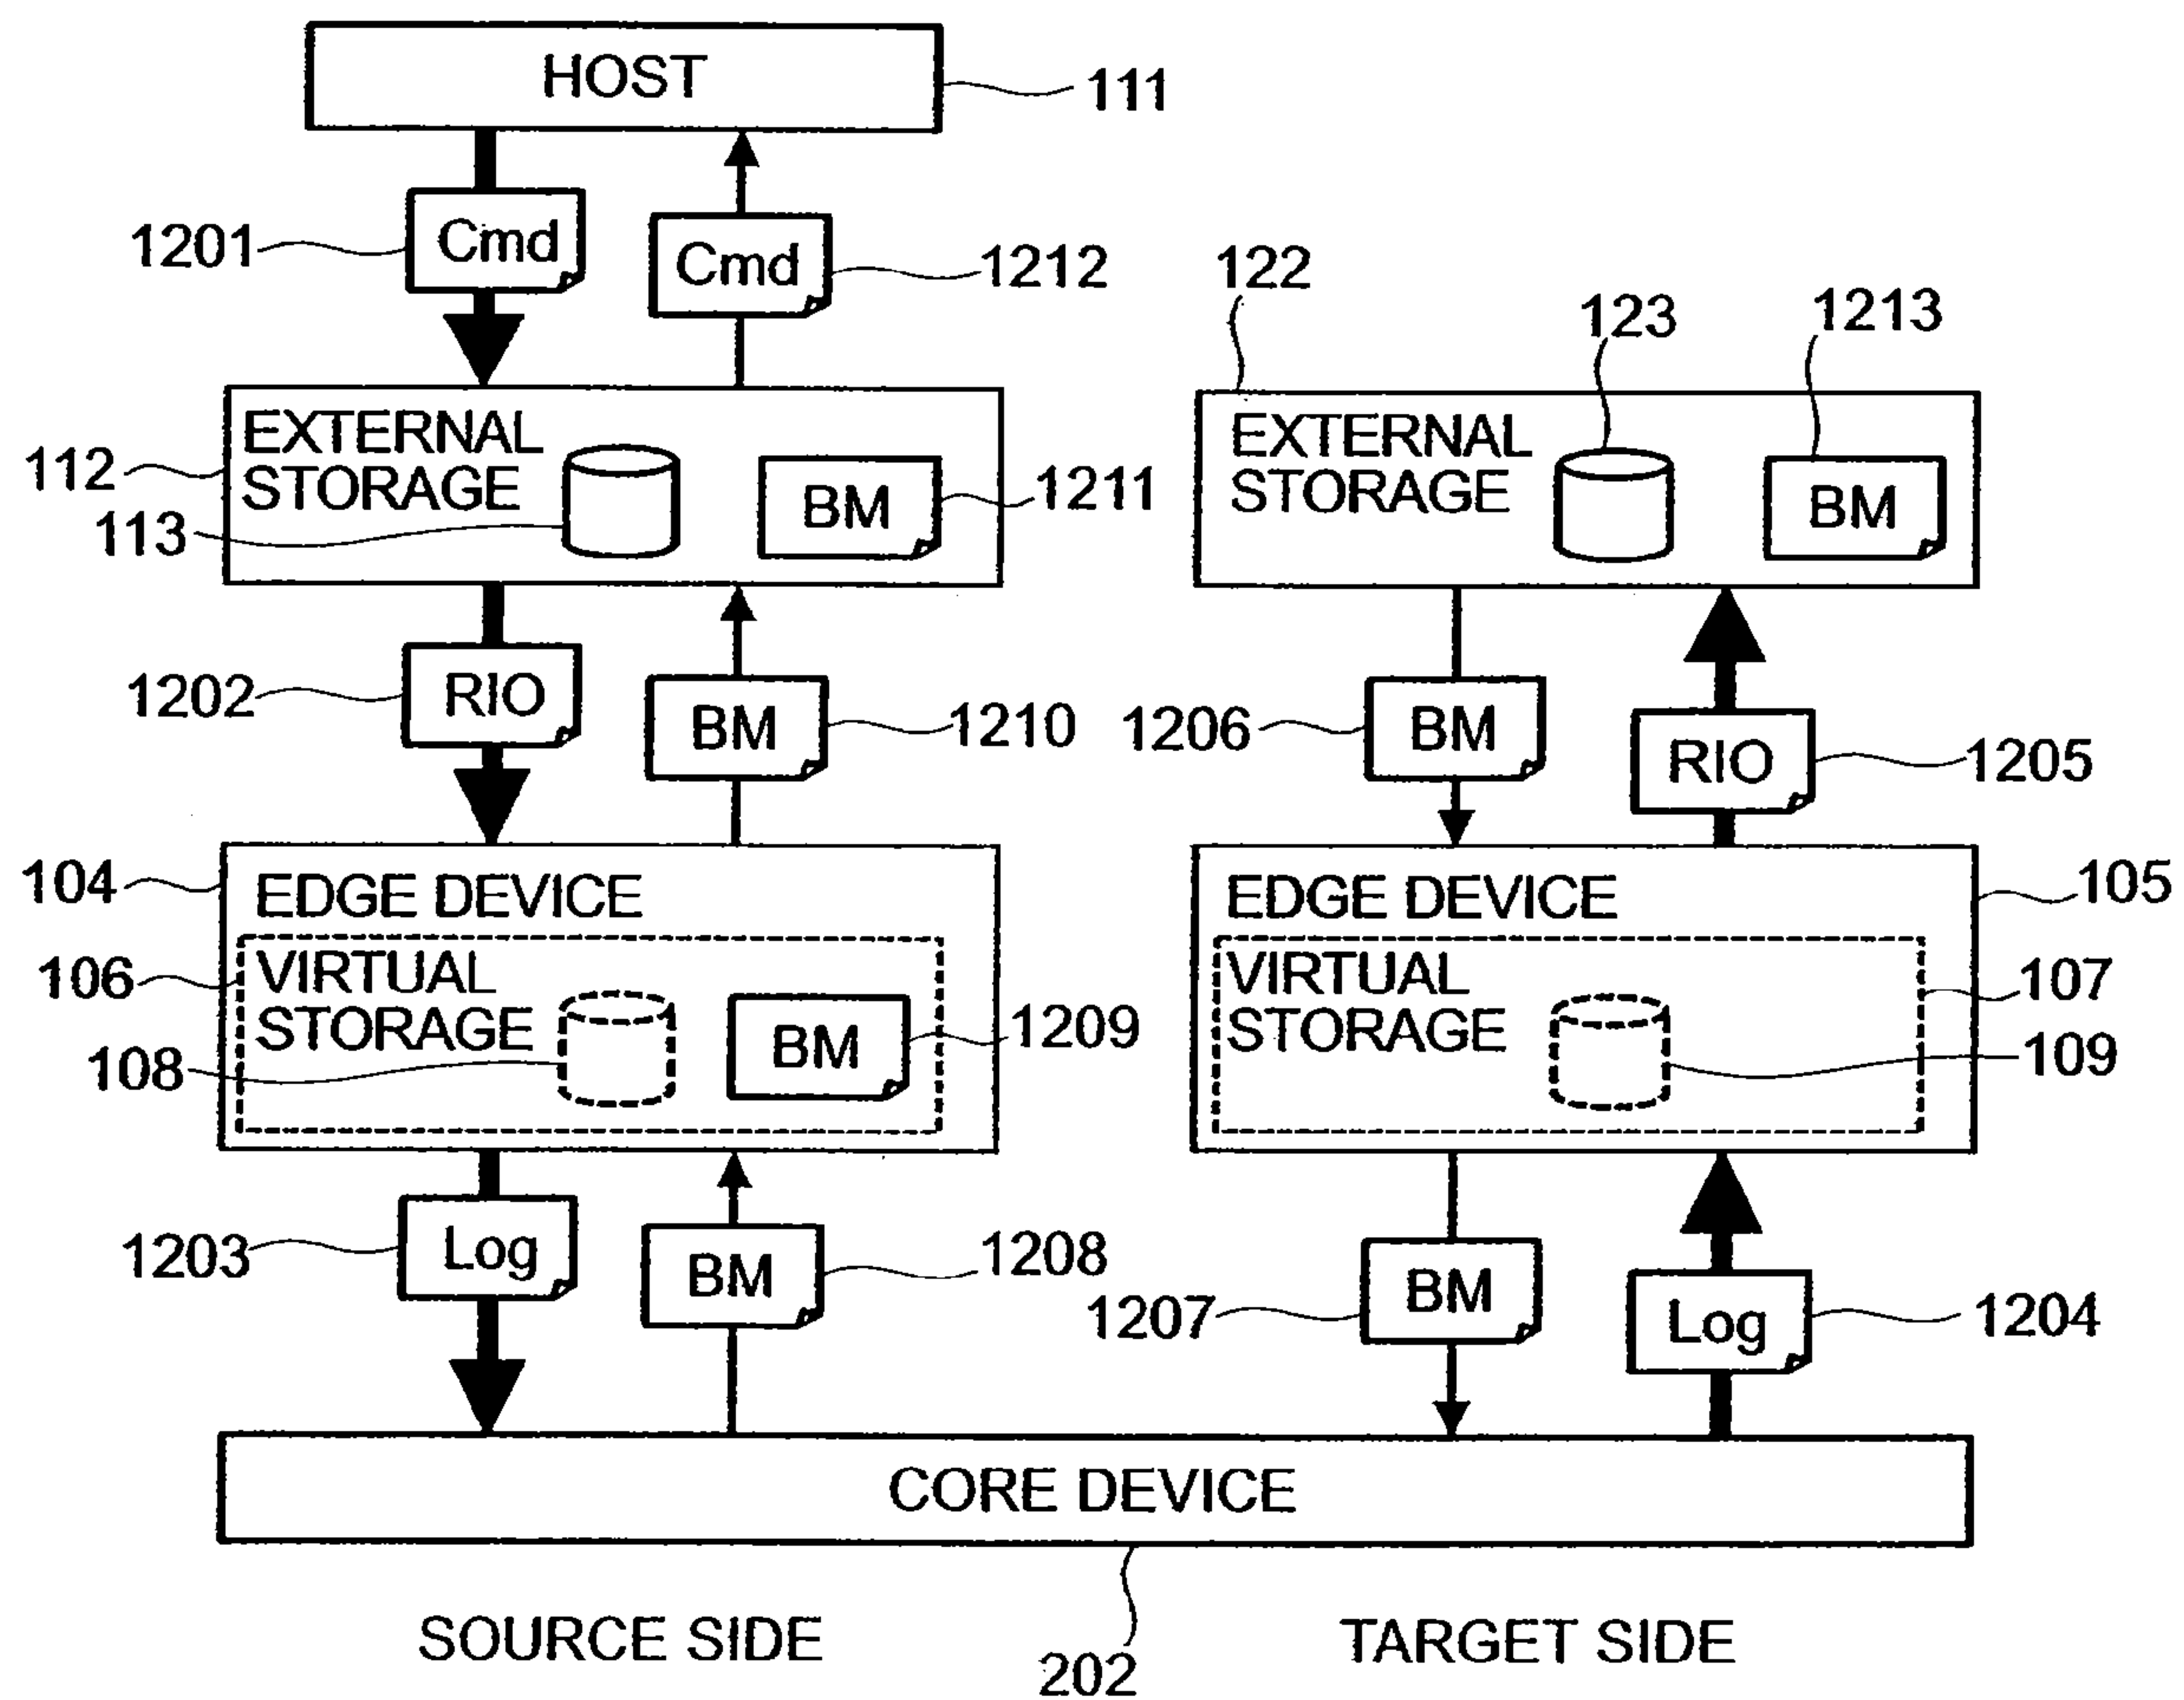 HOST
111
1201
Cmd
Cmd
1212
122
123
1213
EXTERNAL
STORAGE
112
113
BM
1211
EXTERNAL
STORAGE
BM
1202
RIO
BM
1210
1206
BM
RIO
1205
104
EDGE DEVICE
EDGE DEVICE
105
106
VIRTUAL
STORAGE
108
BM
1209
VIRTUAL
STORAGE
107
109
1203
Log
BM
1208
1207
BM
Log
1204
CORE DEVICE
SOURCE SIDE
202
TARGET SIDE